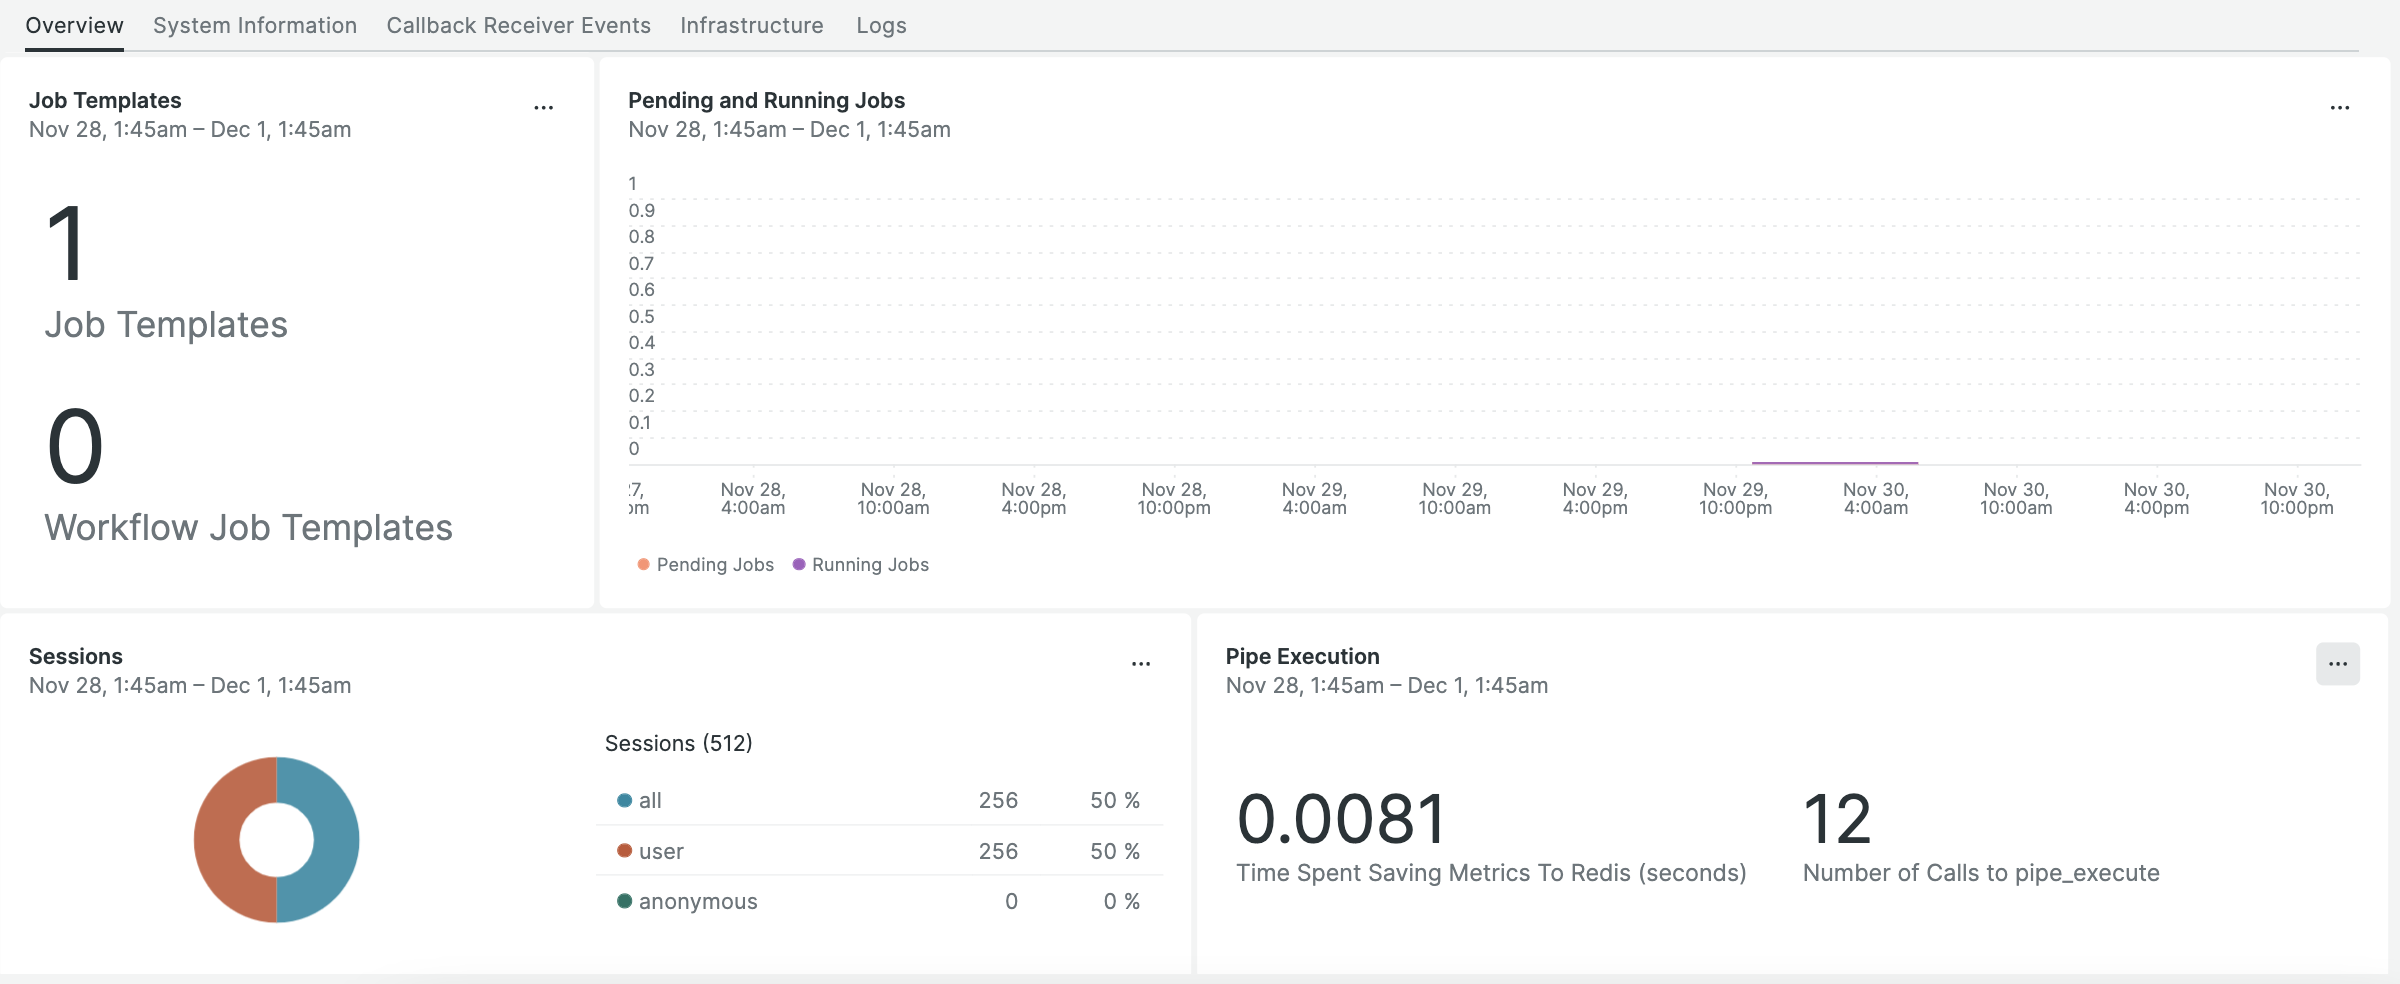 Overview System Information Callback Receiver Events Infrastructure Logs
Job Templates
Nov 28, 1:45am – Dec 1, 1:45am
1
Job Templates
0
Workflow Job Templates
Pending and Running Jobs
Nov 28, 1:45am – Dec 1, 1:45am
1
0.9
0.8
0.7
0.6
0.5
0.4
0.3
0.2
0.1
0
7, Nov 28, Nov 28, Nov 28, Nov 28, Nov 29, Nov 29, Nov 29, Nov 29, Nov 30, Nov 30, Nov 30, Nov 30,
pm 4:00am 10:00am 4:00pm 10:00pm 4:00am 10:00am 4:00pm 10:00pm 4:00am 10:00am 4:00pm 10:00pm
Pending Jobs Running Jobs
Sessions
Nov 28, 1:45am – Dec 1, 1:45am
Sessions (512)
all 256 50 %
user 256 50 %
anonymous 0 0 %
Pipe Execution
Nov 28, 1:45am – Dec 1, 1:45am
0.0081
Time Spent Saving Metrics To Redis (seconds)
12
Number of Calls to pipe_execute